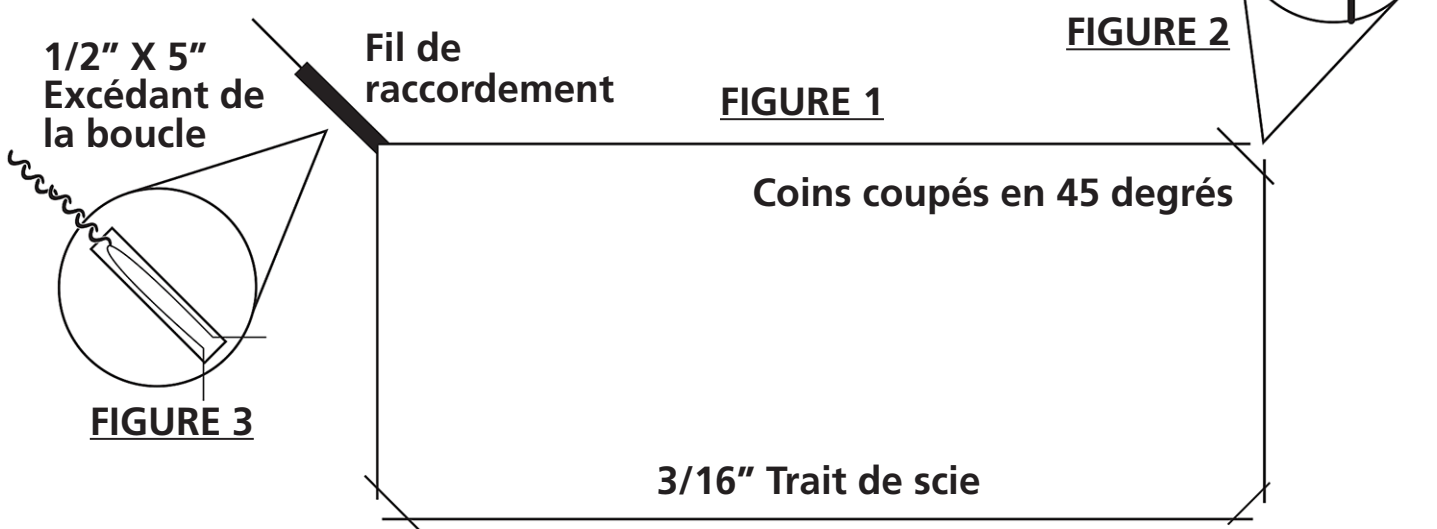 1/2” X 5”
Excédant de
la boucle
Fil de
raccordement
FIGURE 1
FIGURE 2
Coins coupés en 45 degrés
FIGURE 3
3/16” Trait de scie